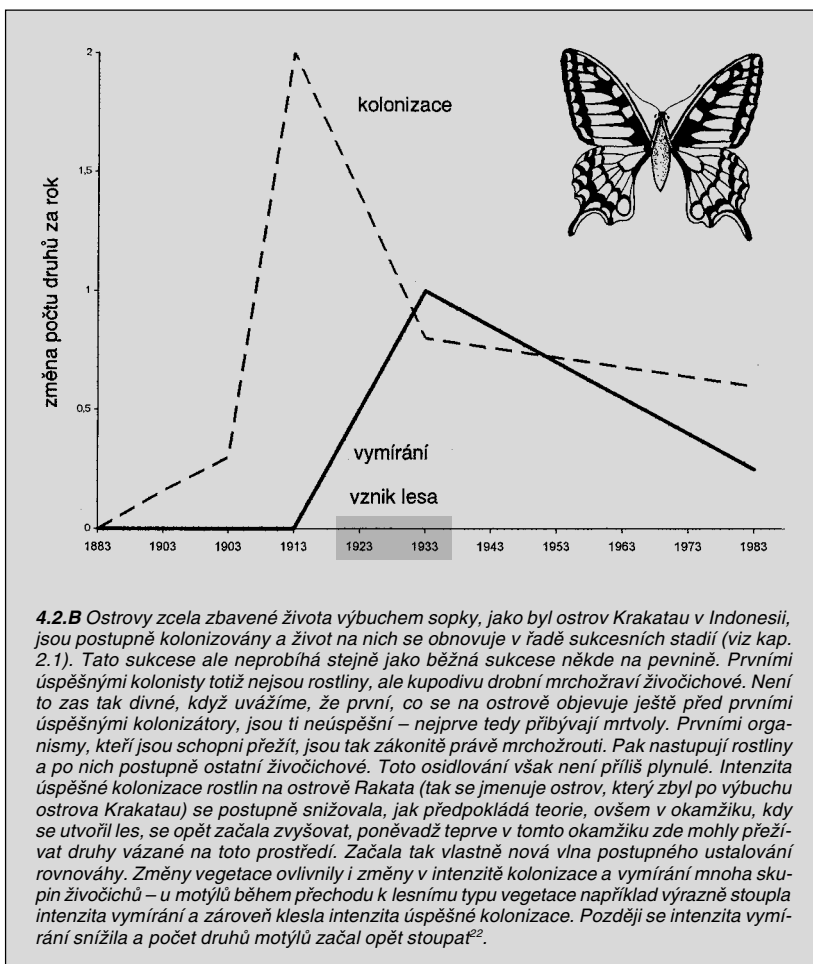 2
kolonizace
1,5
změna počtu druhů za rok
1
0,5
vymírání
vznik lesa
0
1883 1903 1903 1913 1923 1933 1943 1953 1963 1973 1983
4.2.B Ostrovy zcela zbavené života výbuchem sopky, jako byl ostrov Krakatau v Indonesii,
jsou postupně kolonizovány a život na nich se obnovuje v řadě sukcesních stadií (viz kap.
2.1). Tato sukcese ale neprobíhá stejně jako běžná sukcese někde na pevnině. Prvními
úspěšnými kolonisty totiž nejsou rostliny, ale kupodivu drobní mrchožraví živočichové. Není
to zas tak divné, když uvážíme, že první, co se na ostrově objevuje ještě před prvními
úspěšnými kolonizátory, jsou ti neúspěšní – nejprve tedy přibývají mrtvoly. Prvními orga-
nismy, kteří jsou schopni přežít, jsou tak zákonitě právě mrchožrouti. Pak nastupují rostliny
a po nich postupně ostatní živočichové. Toto osidlování však není příliš plynulé. Intenzita
úspěšné kolonizace rostlin na ostrově Rakata (tak se jmenuje ostrov, který zbyl po výbuchu
ostrova Krakatau) se postupně snižovala, jak předpokládá teorie, ovšem v okamžiku, kdy
se utvořil les, se opět začala zvyšovat, poněvadž teprve v tomto okamžiku zde mohly přeží-
vat druhy vázané na toto prostředí. Začala tak vlastně nová vlna postupného ustalování
rovnováhy. Změny vegetace ovlivnily i změny v intenzitě kolonizace a vymírání mnoha sku-
pin živočichů – u motýlů během přechodu k lesnímu typu vegetace například výrazně stoupla
intenzita vymírání a zároveň klesla intenzita úspěšné kolonizace. Později se intenzita vymí-
rání snížila a počet druhů motýlů začal opět stoupat²².